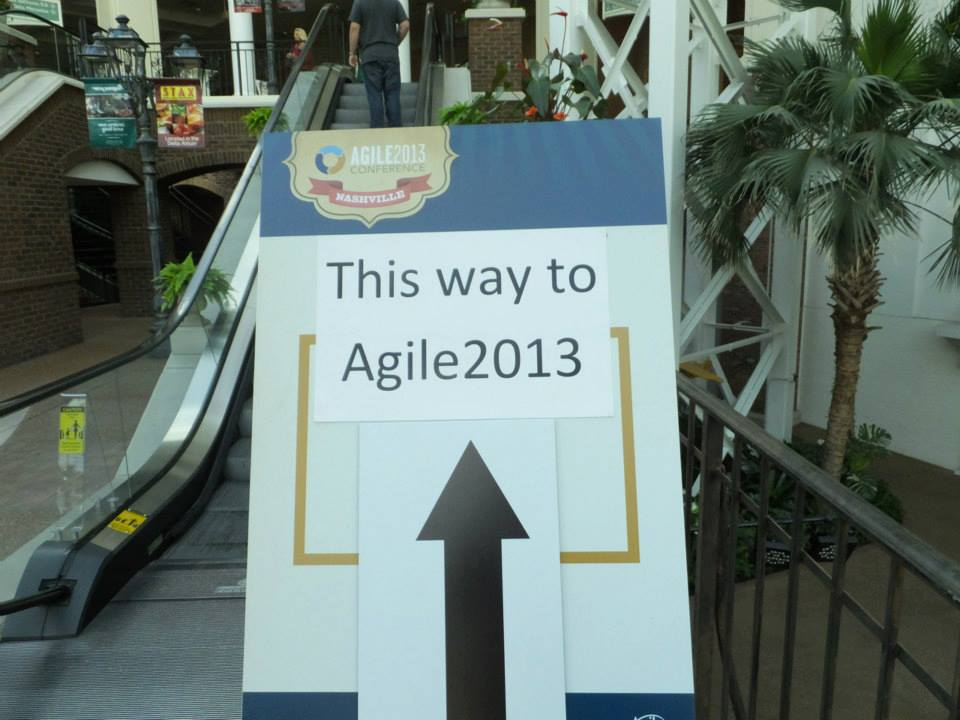 STAX
AGILE2013
CONFERENCE
NASHVILLE
This way to
Agile2013